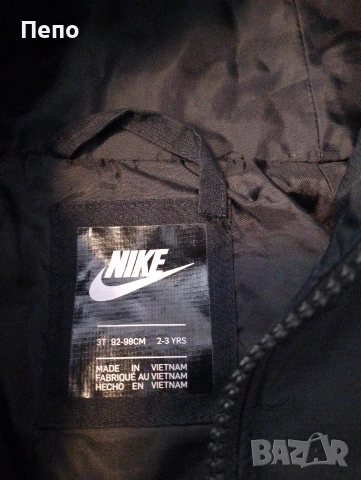 Пепо
NIKE
3T 92-98CM 2-3 YRS
MADE IN VIETNAM
FABRIQUÉ AU VIETNAM
HECHO EN VIETNAM
BAZAR